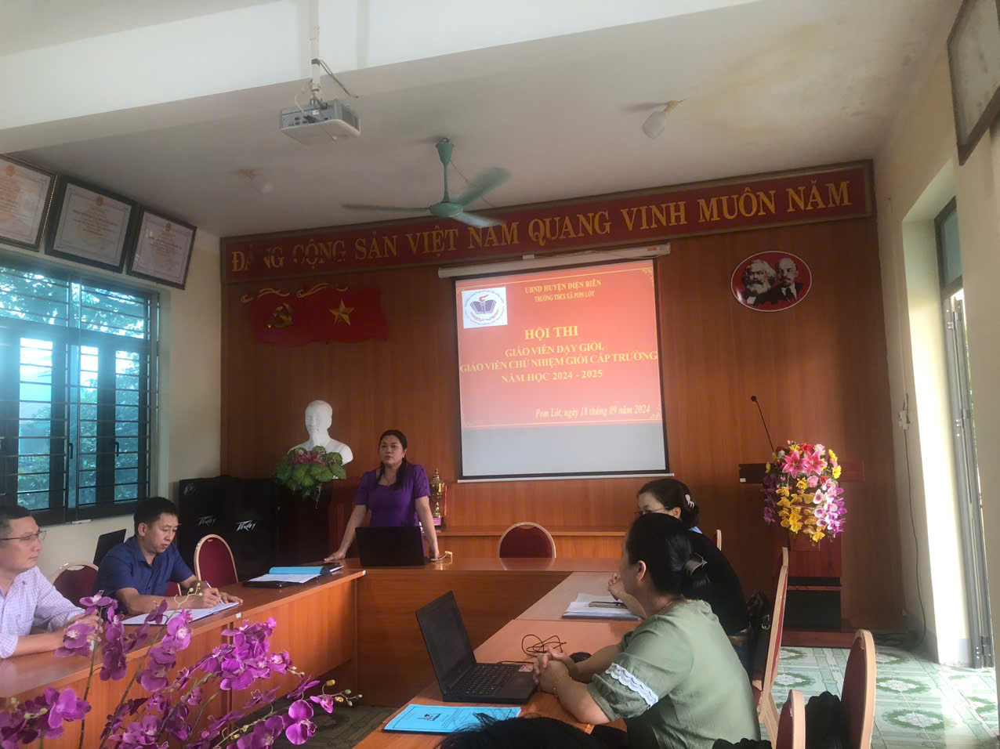 ĐẢNG CỘNG SẢN VIỆT NAM QUANG VINH MUÔN NĂM
UBND HUYỆN ĐIỆN BIÊN
TRƯỜNG THCS XÃ POM LÓT
HỘI THI
GIÁO VIÊN DẠY GIỎI,
GIÁO VIÊN CHỦ NHIỆM GIỎI CẤP TRƯỜNG
NĂM HỌC 2024 - 2025
Pom Lót, ngày 18 tháng 09 năm 2024
Peavey
Peavey